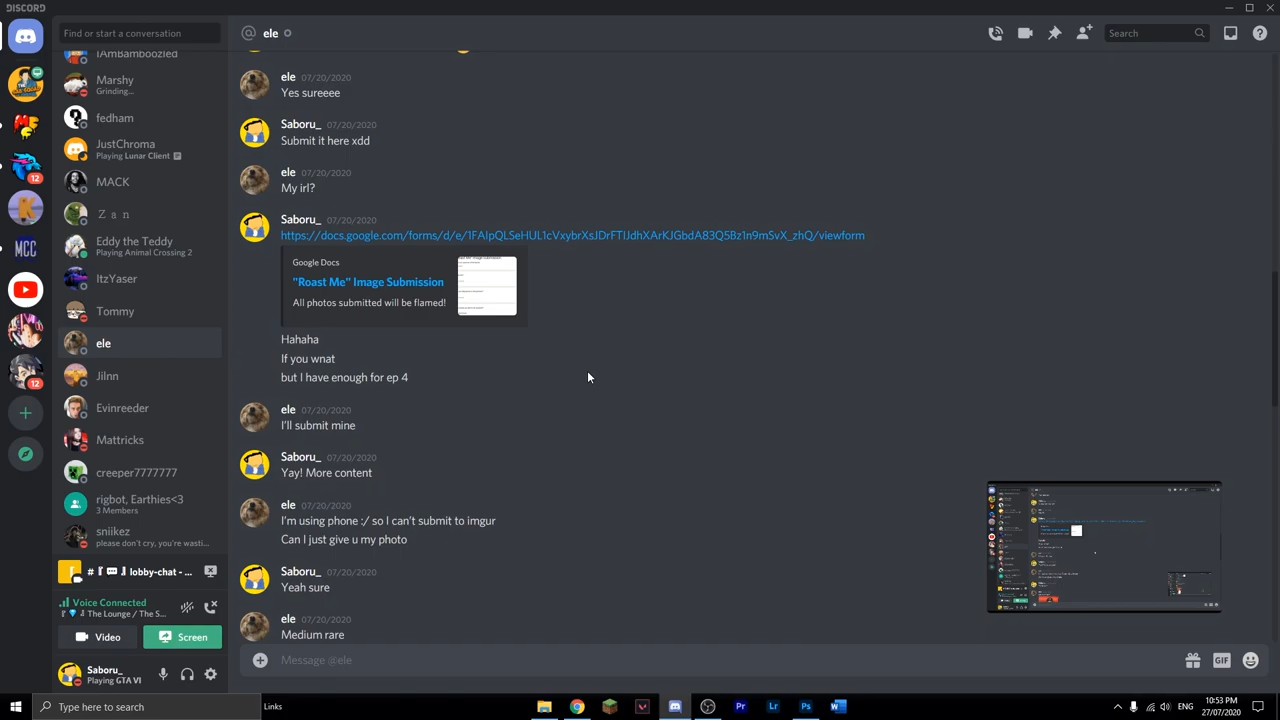 DISCORD
Find or start a conversation
ele
Search
IAmBamboozled
Marshy
Grinding...
fedham
JustChroma
Playing Lunar Client
MACK
Z a n
Eddy the Teddy
Playing Animal Crossing 2
ItzYaser
Tommy
ele
Jilnn
Evinreeder
Mattricks
creeper7777777
rigbot, Earthies<3
3 Members
sniikez
please don't cry, you're wasti...
12
MCC
12
# lobby-chat - ...
Voice Connected
The Lounge / The S...
Video
Screen
Saboru_
Playing GTA VI
ele 07/20/2020
Yes sureeee
Saboru_ 07/20/2020
Submit it here xdd
ele 07/20/2020
My irl?
Saboru_ 07/20/2020
https://docs.google.com/forms/d/e/1FAIpQLSeHUL1cVxybrXsJDrFTIJdhXArKJGbdA83Q5Bz1n9mSvX_zhQ/viewform
Google Docs
"Roast Me" Image Submission
All photos submitted will be flamed!
Hahaha
If you wnat
but I have enough for ep 4
ele 07/20/2020
I'll submit mine
Saboru_ 07/20/2020
Yay! More content
ele 07/20/2020
I'm using phone :/ so I can't submit to imgur
Can I just give u my photo
Saboru_ 07/20/2020
Yeah sure
ele 07/20/2020
Medium rare
Message @ele
GIF
Type here to search
Links
ENG
10:53 PM
27/07/2020